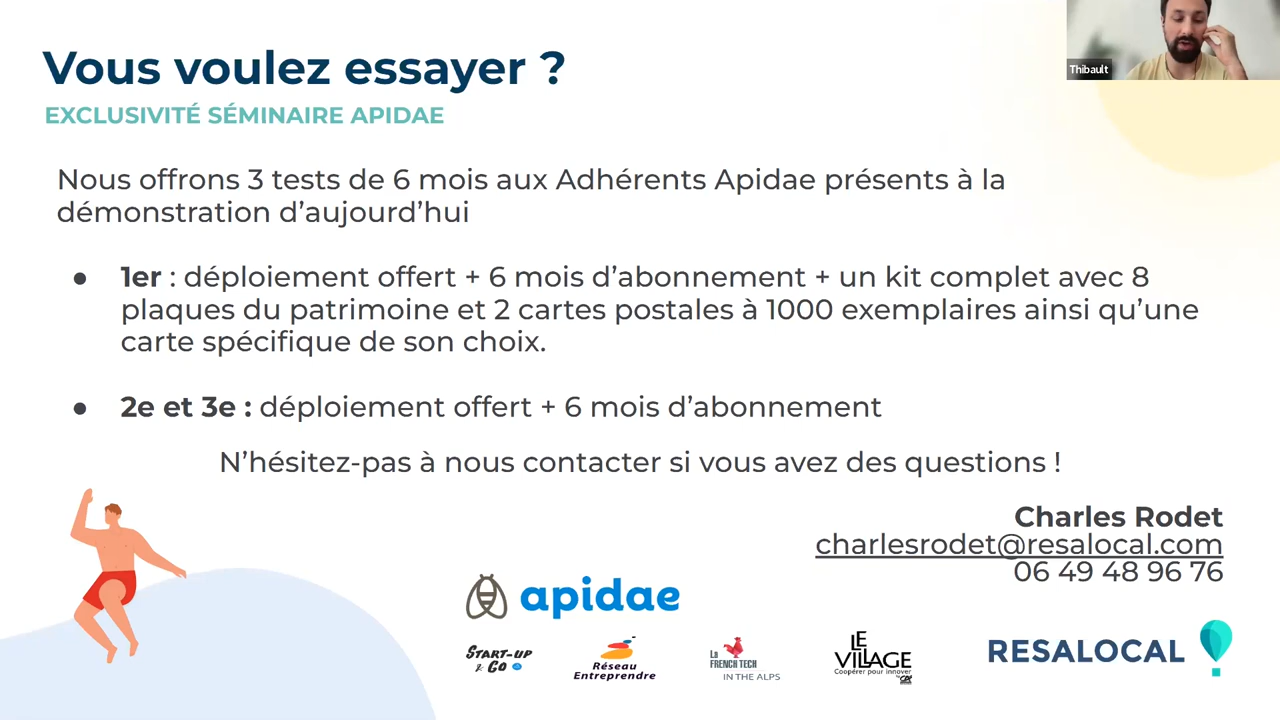 Vous voulez essayer ?
EXCLUSIVITÉ SÉMINAIRE APIDAE
Thibault
Nous offrons 3 tests de 6 mois aux Adhérents Apidae présents à la
démonstration d’aujourd’hui
● 1er : déploiement offert + 6 mois d’abonnement + un kit complet avec 8
plaques du patrimoine et 2 cartes postales à 1000 exemplaires ainsi qu’une
carte spécifique de son choix.
● 2e et 3e : déploiement offert + 6 mois d’abonnement
N’hésitez-pas à nous contacter si vous avez des questions !
Charles Rodet
charlesrodet@resalocal.com
06 49 48 96 76
apidae
START-UP
& GO
Réseau
Entreprendre
La
FRENCH TECH
IN THE ALPS
LE
VILLAGE
Coopérer pour innover
by CA
RESALOCAL